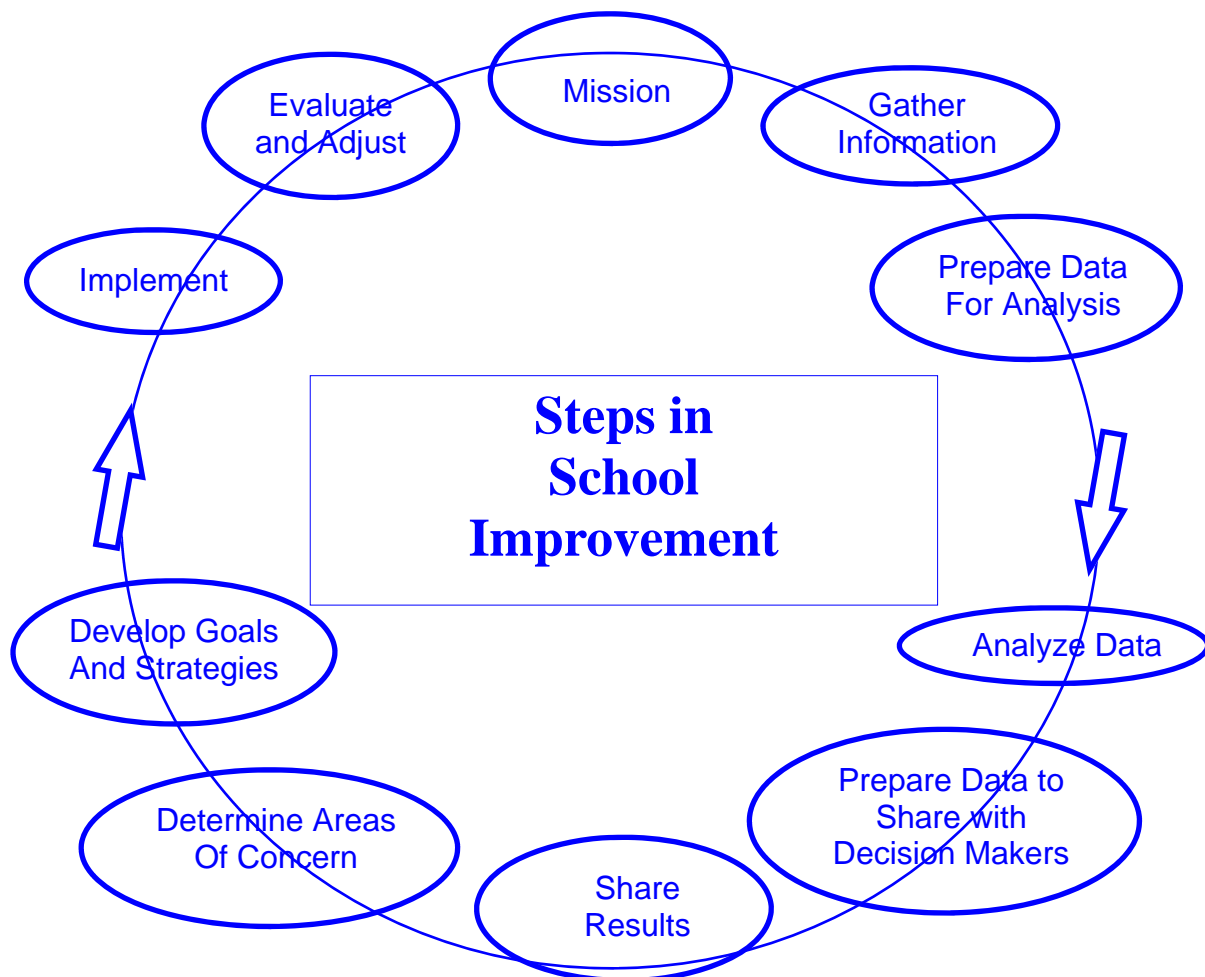 Mission
Gather
Information
Prepare Data
For Analysis
Analyze Data
Prepare Data to
Share with
Decision Makers
Share
Results
Determine Areas
Of Concern
Develop Goals
And Strategies
Implement
Evaluate
and Adjust
Steps in
School
Improvement